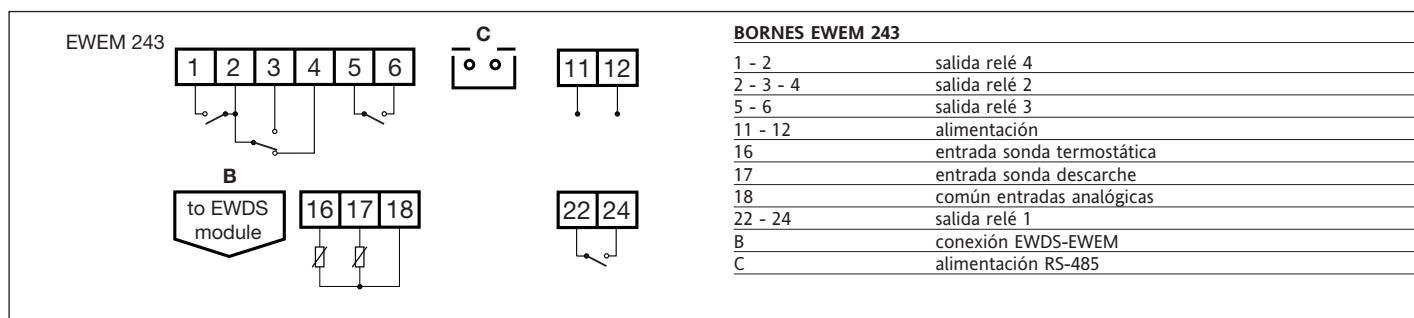 EWEM 243
1 2 3 4 5 6
C
11 12
B
to EWDS
module
16 17 18
22 24
BORNES EWEM 243
1 - 2 salida relé 4
2 - 3 - 4 salida relé 2
5 - 6 salida relé 3
11 - 12 alimentación
16 entrada sonda termostática
17 entrada sonda descarche
18 común entradas analógicas
22 - 24 salida relé 1
B conexión EWDS-EWEM
C alimentación RS-485